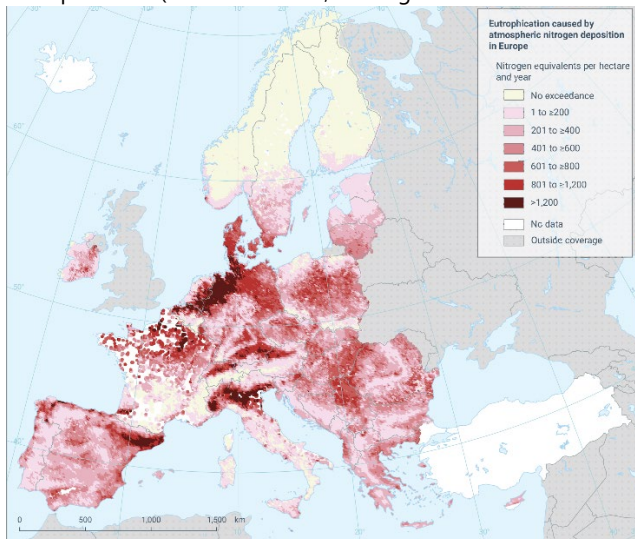 Eutrophication caused by
atmospheric nitrogen deposition
in Europe
Nitrogen equivalents per hectare
and year
No exceedance
1 to ≥200
201 to ≥400
401 to ≥600
601 to ≥800
801 to ≥1,200
>1,200
No data
Outside coverage
0 500 1,000 1,500 km